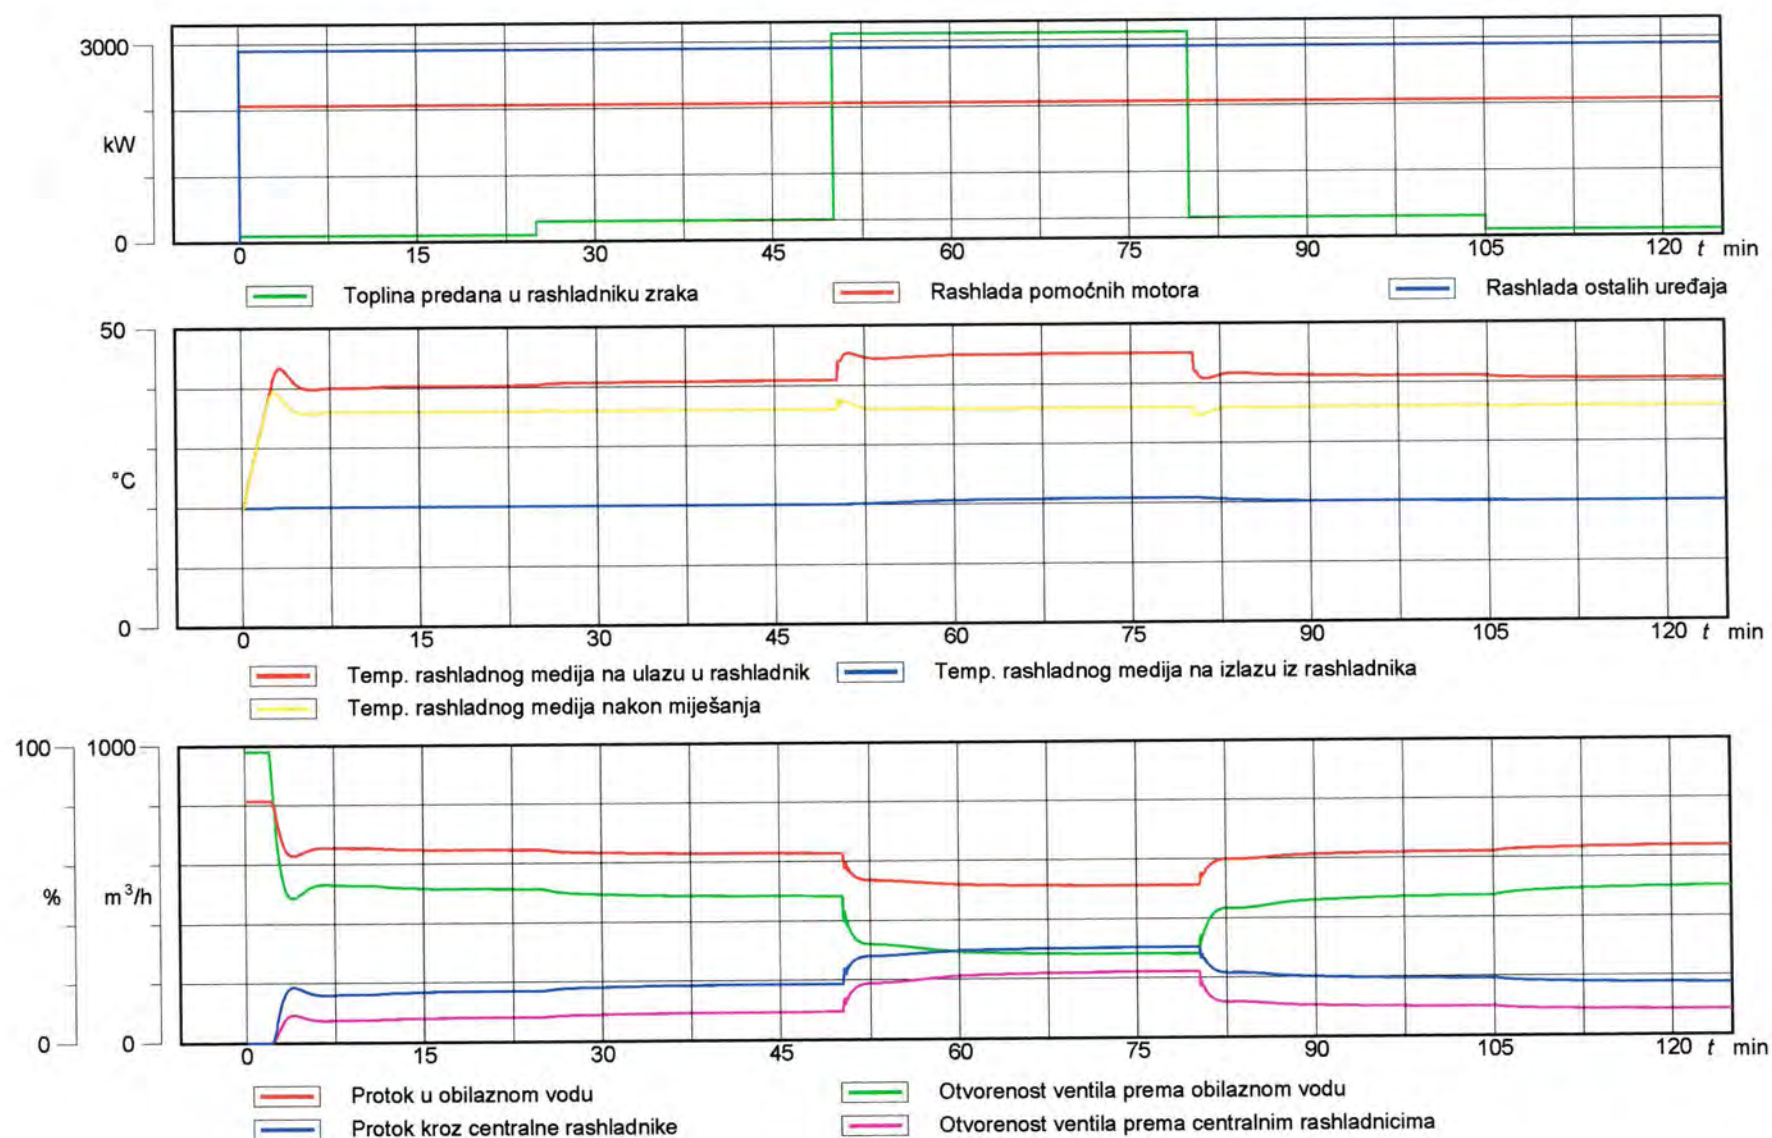 3000
kW
0
0 15 30 45 60 75 90 105 120 t min
Toplina predana u rashladniku zraka Rashlada pomoćnih motora Rashlada ostalih uređaja
50
°C
0
0 15 30 45 60 75 90 105 120 t min
Temp. rashladnog medija na ulazu u rashladnik Temp. rashladnog medija na izlazu iz rashladnika
Temp. rashladnog medija nakon miješanja
100 1000
% m³/h
0 0
0 15 30 45 60 75 90 105 120 t min
Protok u obilaznom vodu Otvorenost ventila prema obilaznom vodu
Protok kroz centralne rashladnike Otvorenost ventila prema centralnim rashladnicima